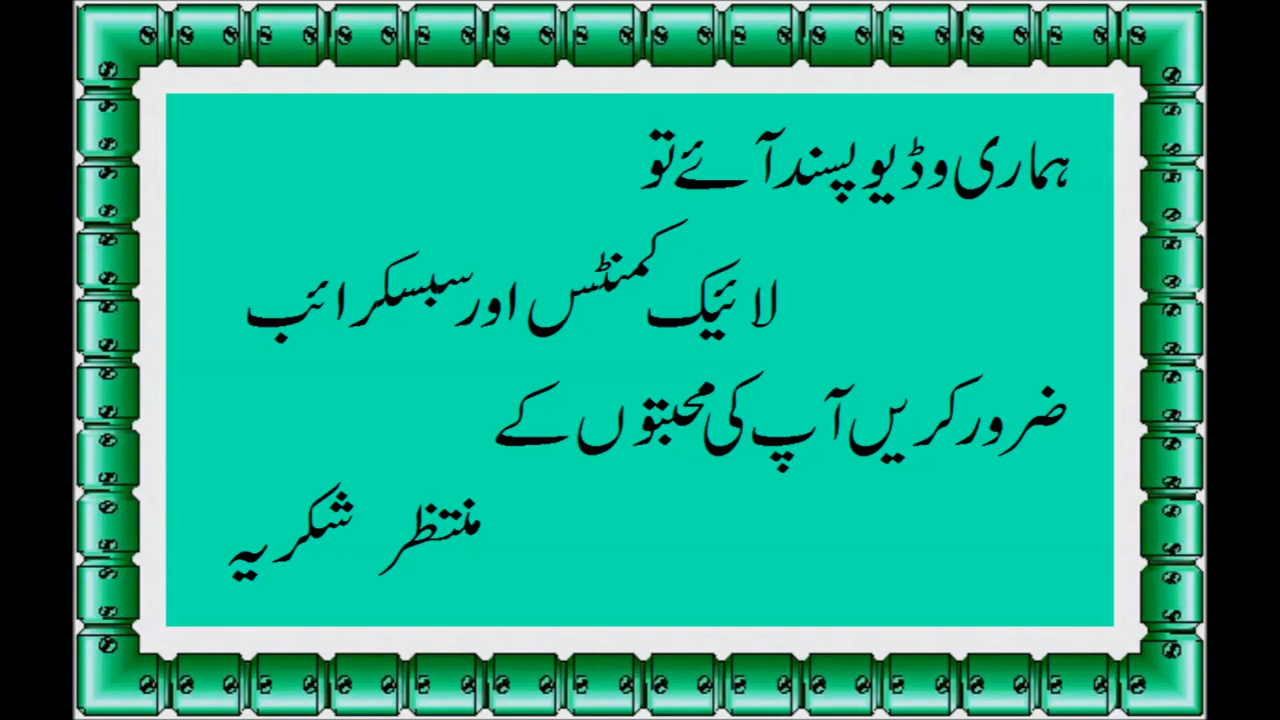 ہماری وڈیو پسند آئے تو
لائیک کمنٹس اور سبسکرائب
ضرور کریں آپ کی محبتوں کے
منتظر شکریہ